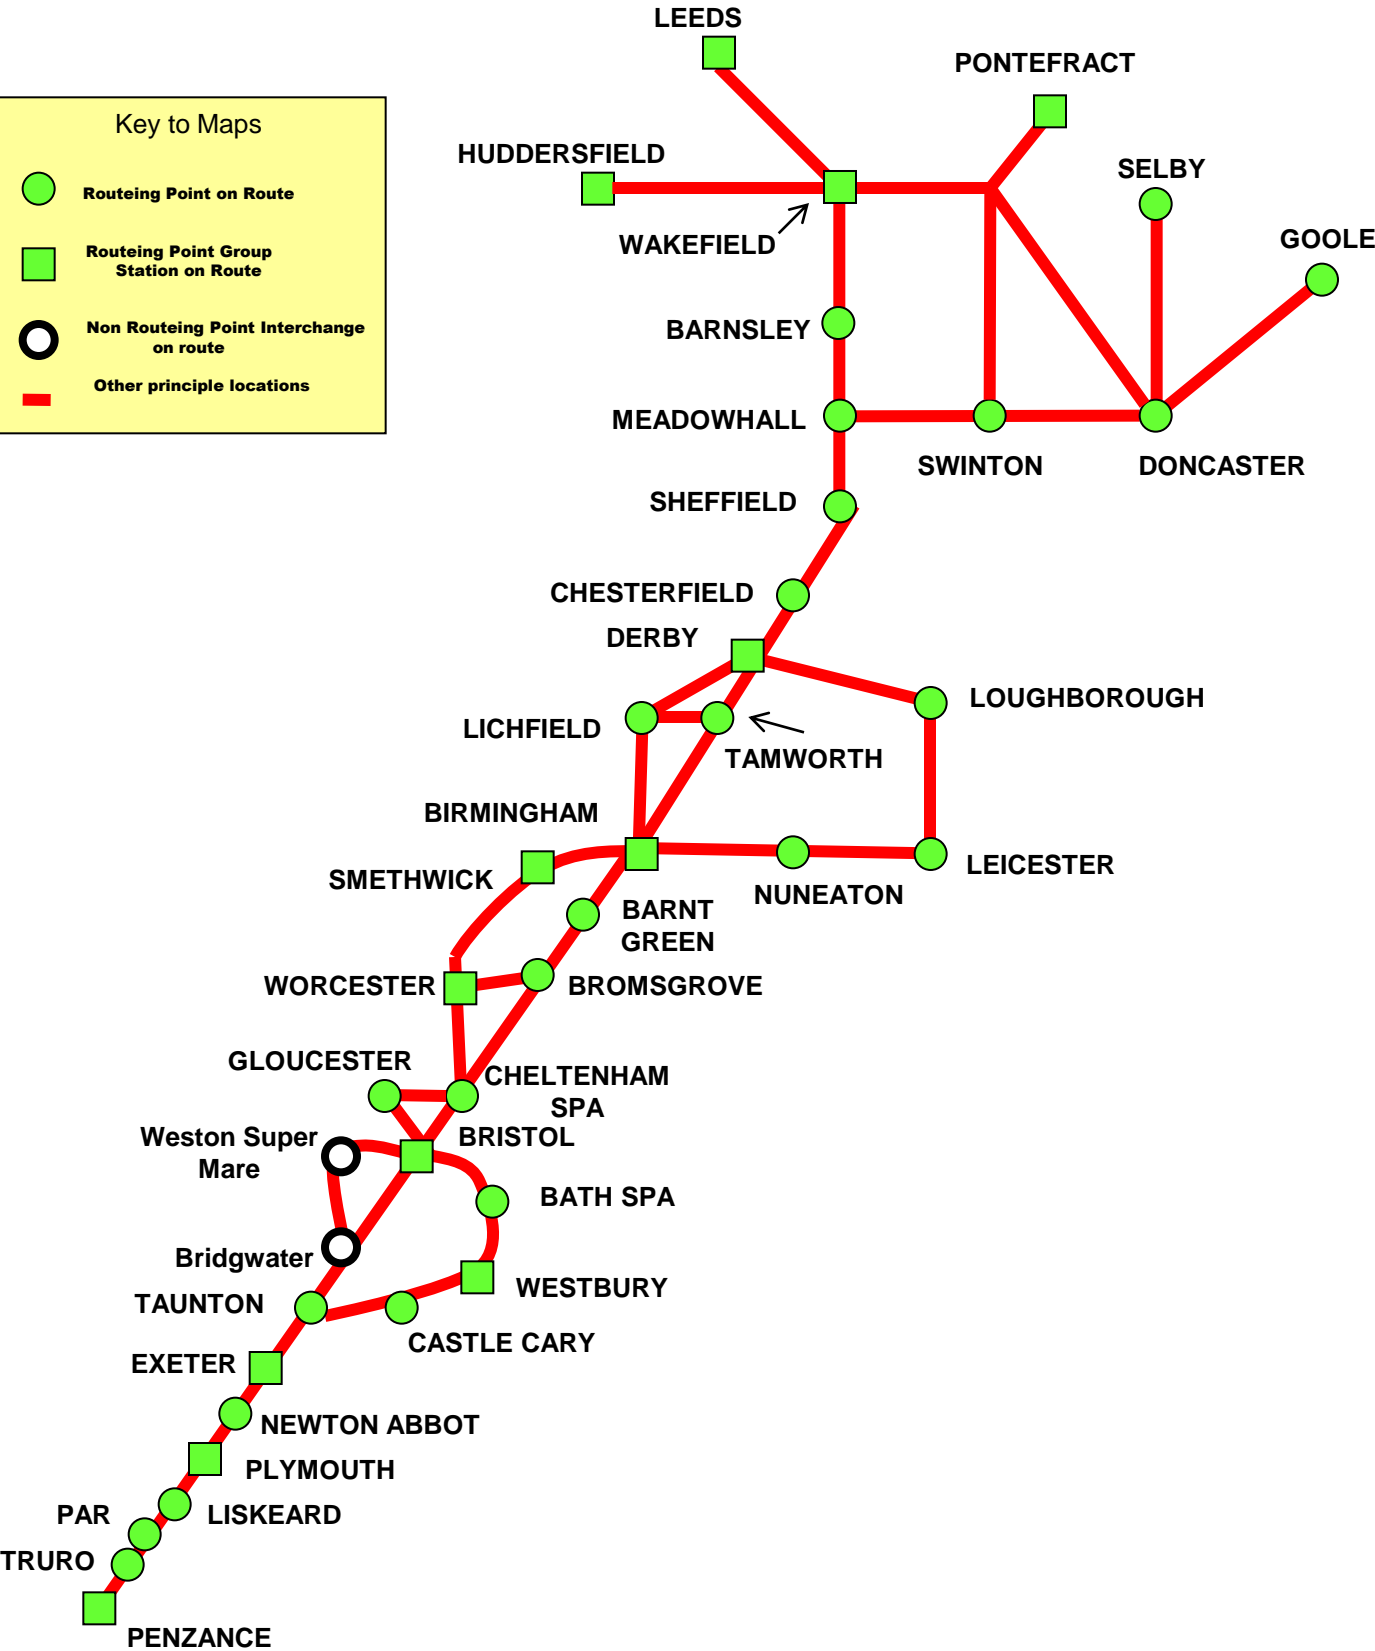 LEEDS
PONTEFRACT
Key to Maps
HUDDERSFIELD
SELBY
Routeing Point on Route
WAKEFIELD
GOOLE
Routeing Point Group
Station on Route
Non Routeing Point Interchange
on route
BARNSLEY
Other principle locations
MEADOWHALL
SWINTON
DONCASTER
SHEFFIELD
CHESTERFIELD
DERBY
LOUGHBOROUGH
LICHFIELD
TAMWORTH
BIRMINGHAM
LEICESTER
SMETHWICK
NUNEATON
BARNT
GREEN
WORCESTER
BROMSGROVE
GLOUCESTER
CHELTENHAM
SPA
Weston Super
Mare
BRISTOL
BATH SPA
Bridgwater
WESTBURY
TAUNTON
CASTLE CARY
EXETER
NEWTON ABBOT
PLYMOUTH
PAR
LISKEARD
TRURO
PENZANCE